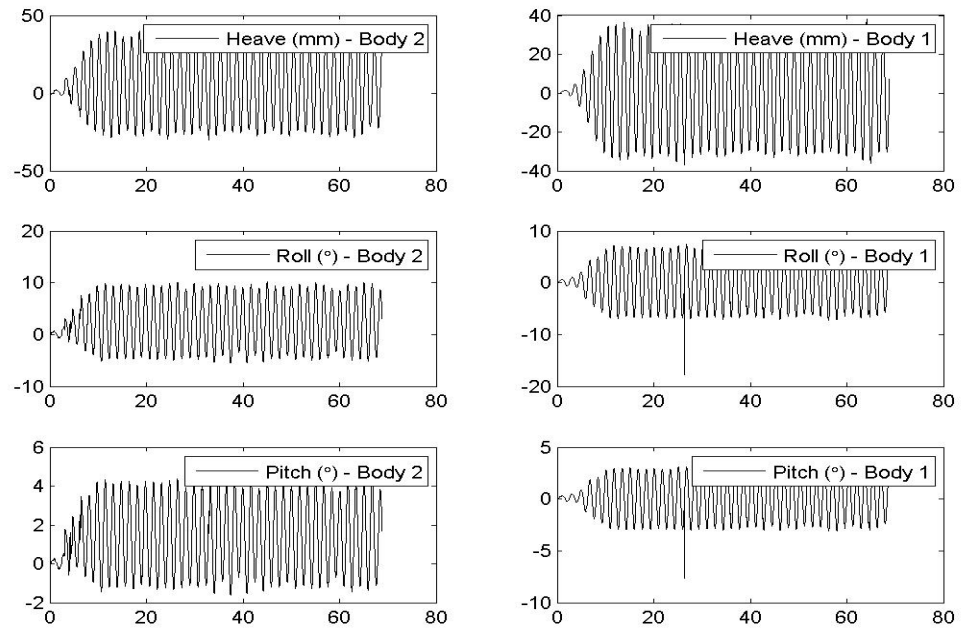 50
Heave (mm) - Body 2
0
-50
0 20 40 60 80
40
Heave (mm) - Body 1
20
0
-20
-40
0 20 40 60 80
20
Roll (°) - Body 2
10
0
-10
0 20 40 60 80
10
Roll (°) - Body 1
0
-10
-20
0 20 40 60 80
6
Pitch (°) - Body 2
4
2
0
-2
0 20 40 60 80
5
Pitch (°) - Body 1
0
-5
-10
0 20 40 60 80